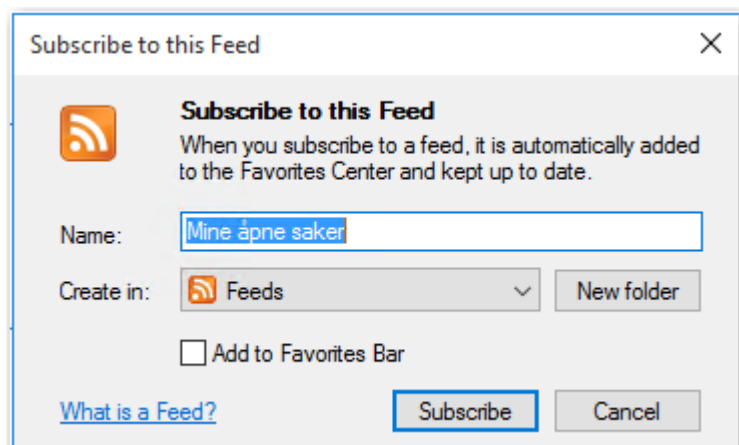 Subscribe to this Feed
Subscribe to this Feed
When you subscribe to a feed, it is automatically added
to the Favorites Center and kept up to date.
Name: Mine åpne saker
Create in: Feeds New folder
Add to Favorites Bar
What is a Feed? Subscribe Cancel